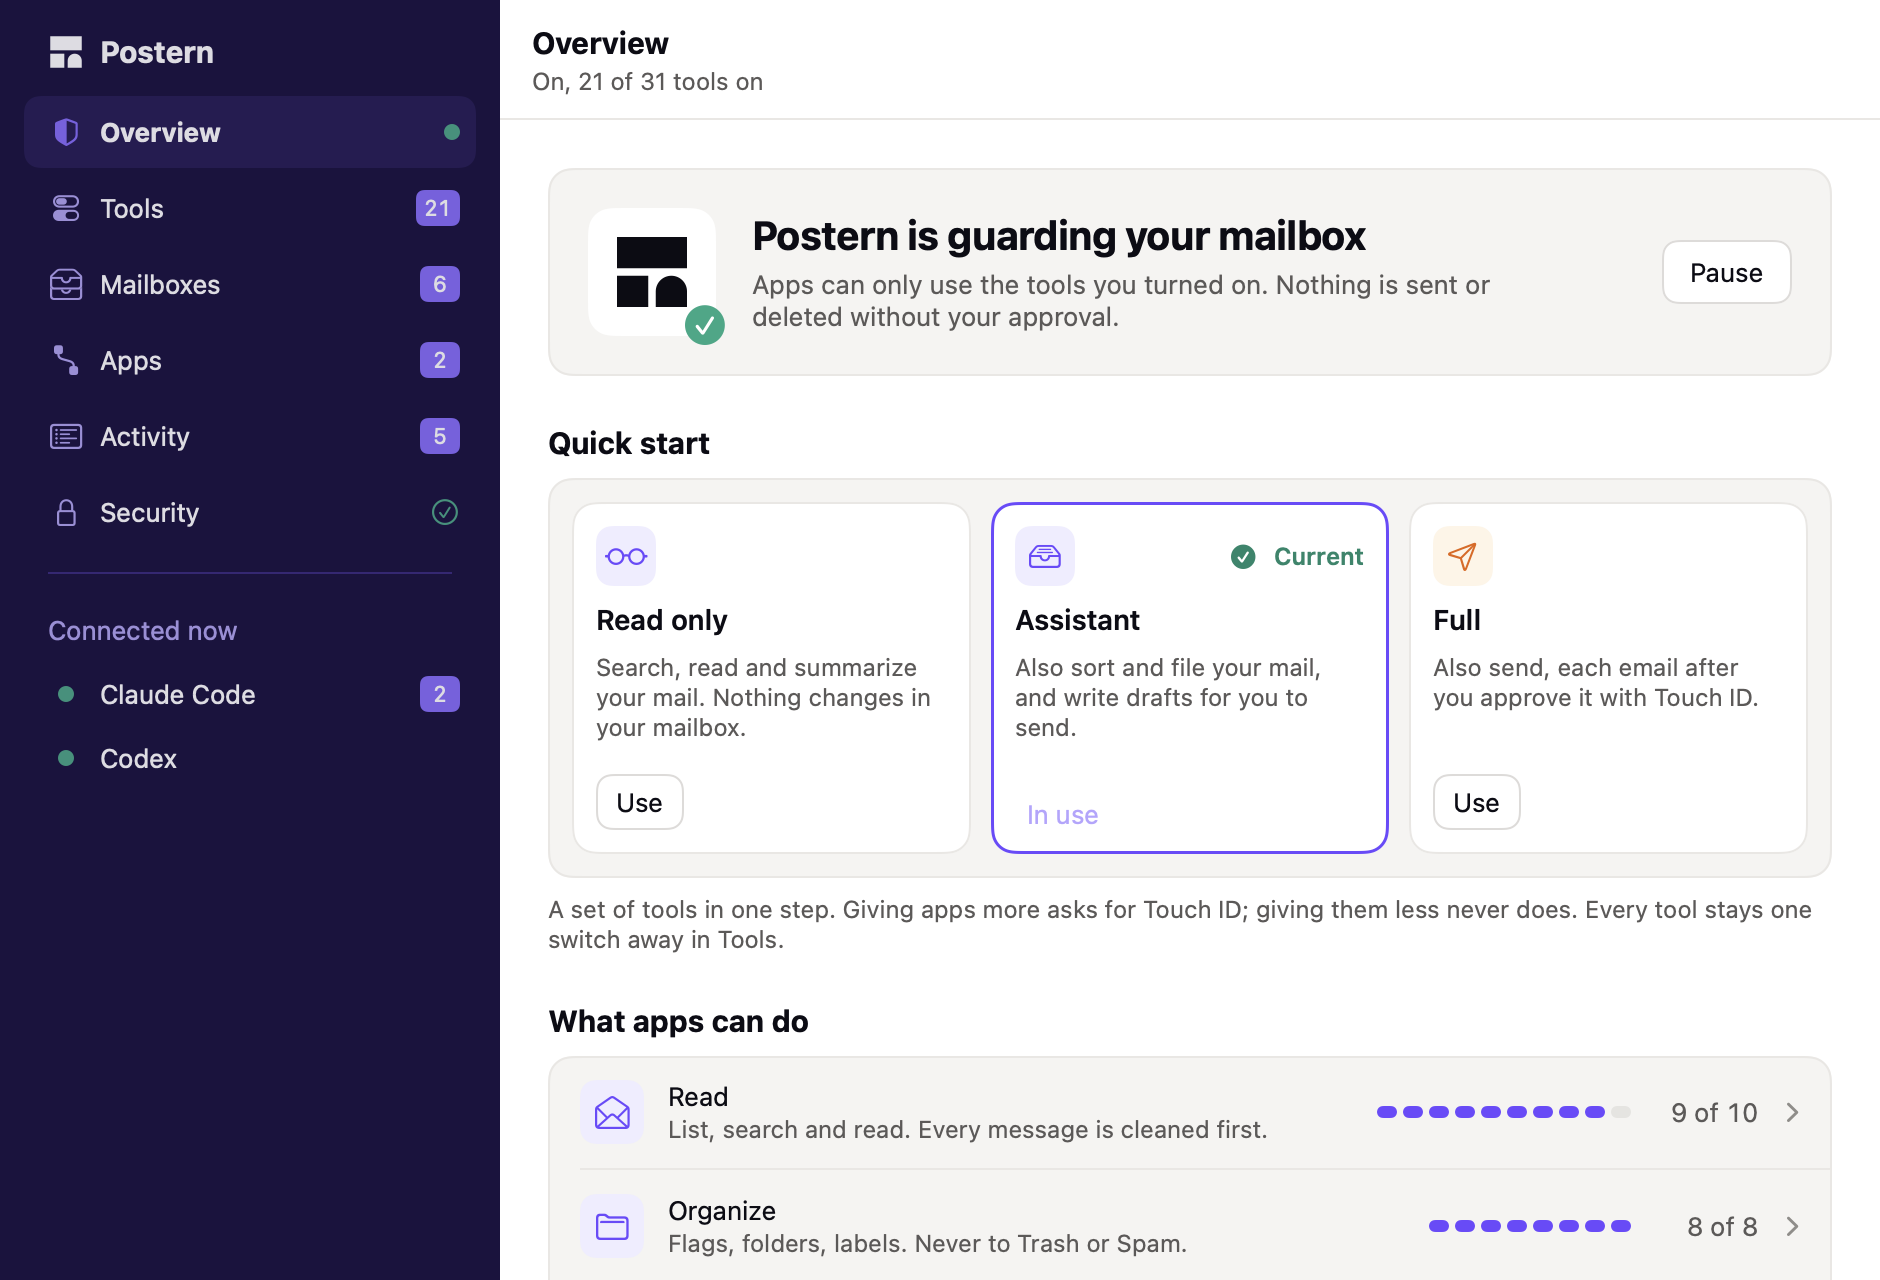 Postern
Overview
Tools 21
Mailboxes 6
Apps 2
Activity 5
Security
Connected now
Claude Code 2
Codex
Overview
On, 21 of 31 tools on
Postern is guarding your mailbox
Apps can only use the tools you turned on. Nothing is sent or
deleted without your approval.
Pause
Quick start
Read only
Search, read and summarize
your mail. Nothing changes in
your mailbox.
Use
Current
Assistant
Also sort and file your mail,
and write drafts for you to
send.
In use
Full
Also send, each email after
you approve it with Touch ID.
Use
A set of tools in one step. Giving apps more asks for Touch ID; giving them less never does. Every tool stays one
switch away in Tools.
What apps can do
Read
List, search and read. Every message is cleaned first.
9 of 10
Organize
Flags, folders, labels. Never to Trash or Spam.
8 of 8